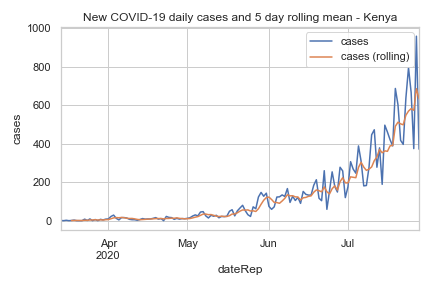 New COVID-19 daily cases and 5 day rolling mean - Kenya
cases
cases (rolling)
1000
800
600
400
200
0
cases
Apr
2020
May
Jun
Jul
dateRep